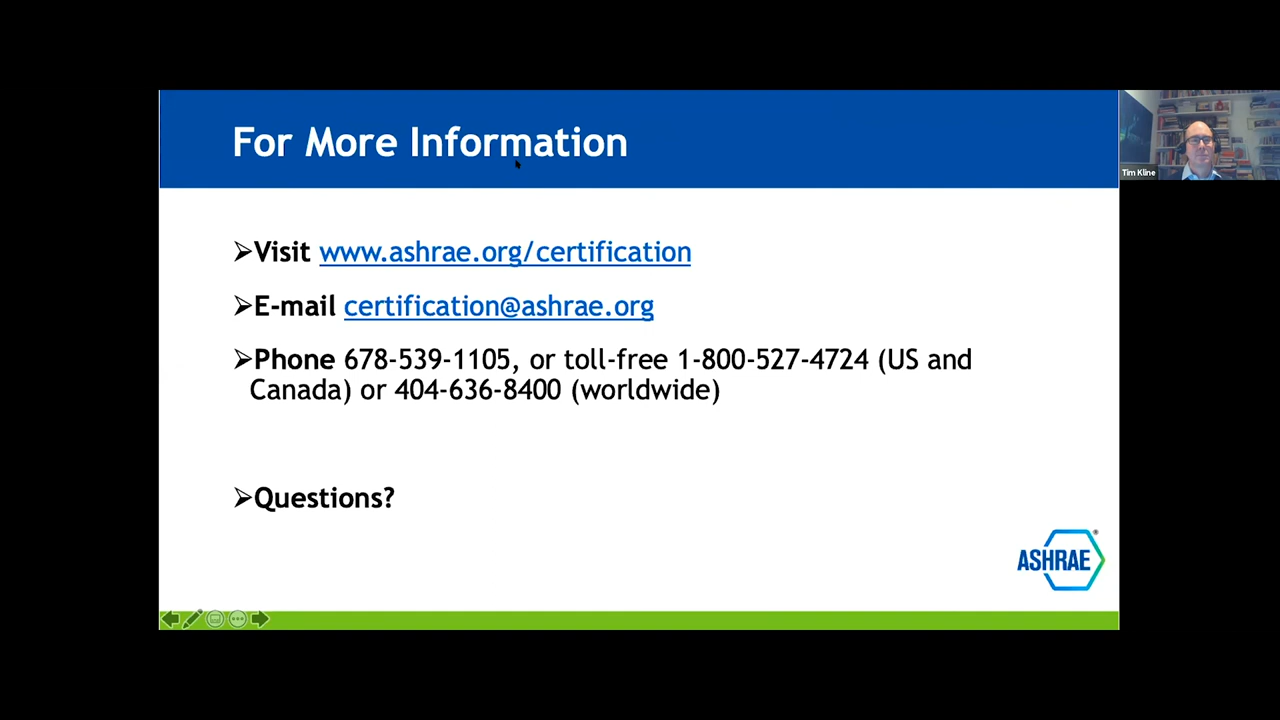 For More Information
Tim Kline
➢Visit www.ashrae.org/certification
➢E-mail certification@ashrae.org
➢Phone 678-539-1105, or toll-free 1-800-527-4724 (US and
Canada) or 404-636-8400 (worldwide)
➢Questions?
ASHRAE®